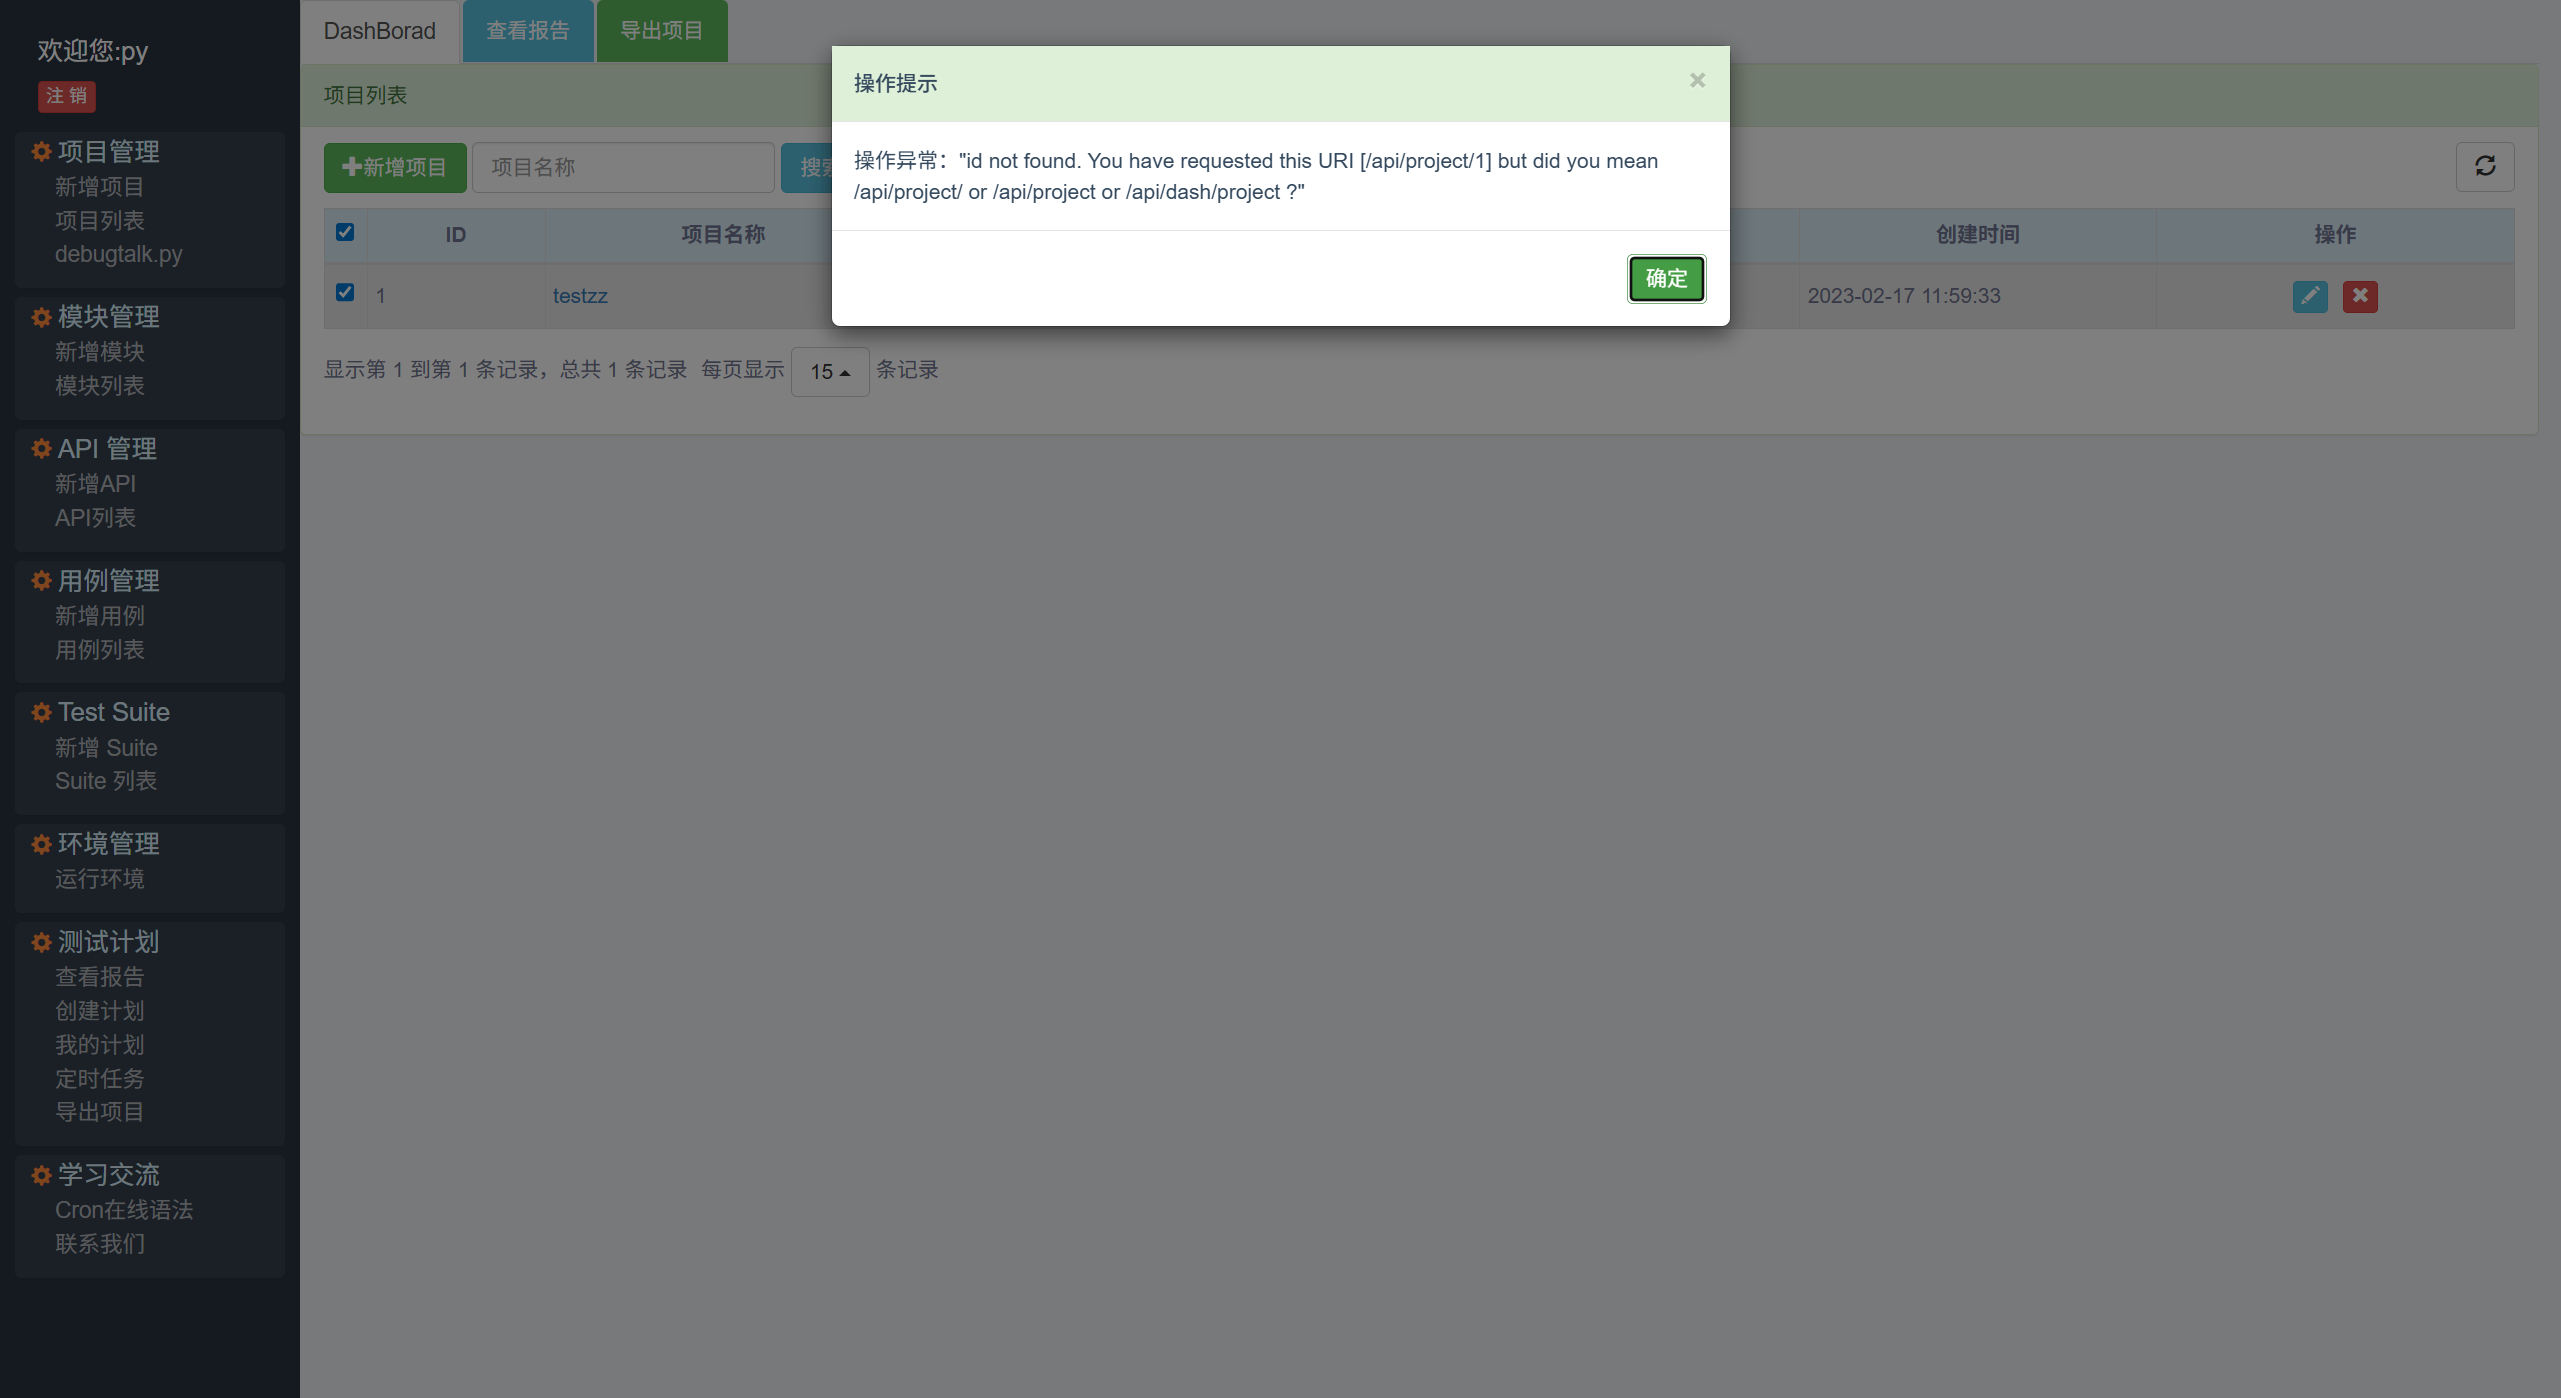 欢迎您:py
注 销
项目管理
新增项目
项目列表
debugtalk.py
模块管理
新增模块
模块列表
API 管理
新增API
API列表
用例管理
新增用例
用例列表
Test Suite
新增 Suite
Suite 列表
环境管理
运行环境
测试计划
查看报告
创建计划
我的计划
定时任务
导出项目
学习交流
Cron在线语法
联系我们
DashBorad 查看报告 导出项目
项目列表
新增项目 项目名称 搜
ID 项目名称 创建时间 操作
1 testzz 2023-02-17 11:59:33
显示第 1 到第 1 条记录，总共 1 条记录 每页显示 15 条记录
操作提示 ×
操作异常："id not found. You have requested this URI [/api/project/1] but did you mean
/api/project/ or /api/project or /api/dash/project ?"
确定